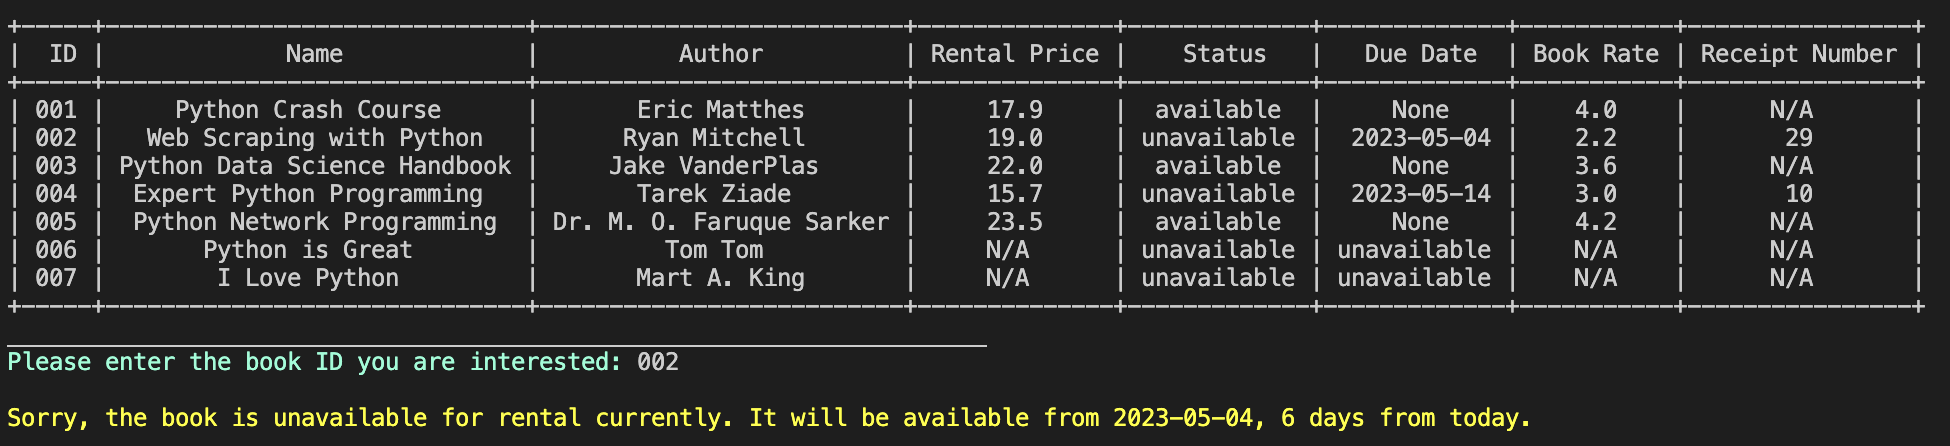 +------+------------------------------+--------------------------+--------------+-------------+-------------+-----------+----------------+
| ID | Name | Author | Rental Price | Status | Due Date | Book Rate | Receipt Number |
+------+------------------------------+--------------------------+--------------+-------------+-------------+-----------+----------------+
| 001 | Python Crash Course | Eric Matthes | 17.9 | available | None | 4.0 | N/A |
| 002 | Web Scraping with Python | Ryan Mitchell | 19.0 | unavailable | 2023-05-04 | 2.2 | 29 |
| 003 | Python Data Science Handbook | Jake VanderPlas | 22.0 | available | None | 3.6 | N/A |
| 004 | Expert Python Programming | Tarek Ziade | 15.7 | unavailable | 2023-05-14 | 3.0 | 10 |
| 005 | Python Network Programming | Dr. M. O. Faruque Sarker | 23.5 | available | None | 4.2 | N/A |
| 006 | Python is Great | Tom Tom | N/A | unavailable | unavailable | N/A | N/A |
| 007 | I Love Python | Mart A. King | N/A | unavailable | unavailable | N/A | N/A |
+------+------------------------------+--------------------------+--------------+-------------+-------------+-----------+----------------+
______________________________________________________________________
Please enter the book ID you are interested: 002
Sorry, the book is unavailable for rental currently. It will be available from 2023-05-04, 6 days from today.